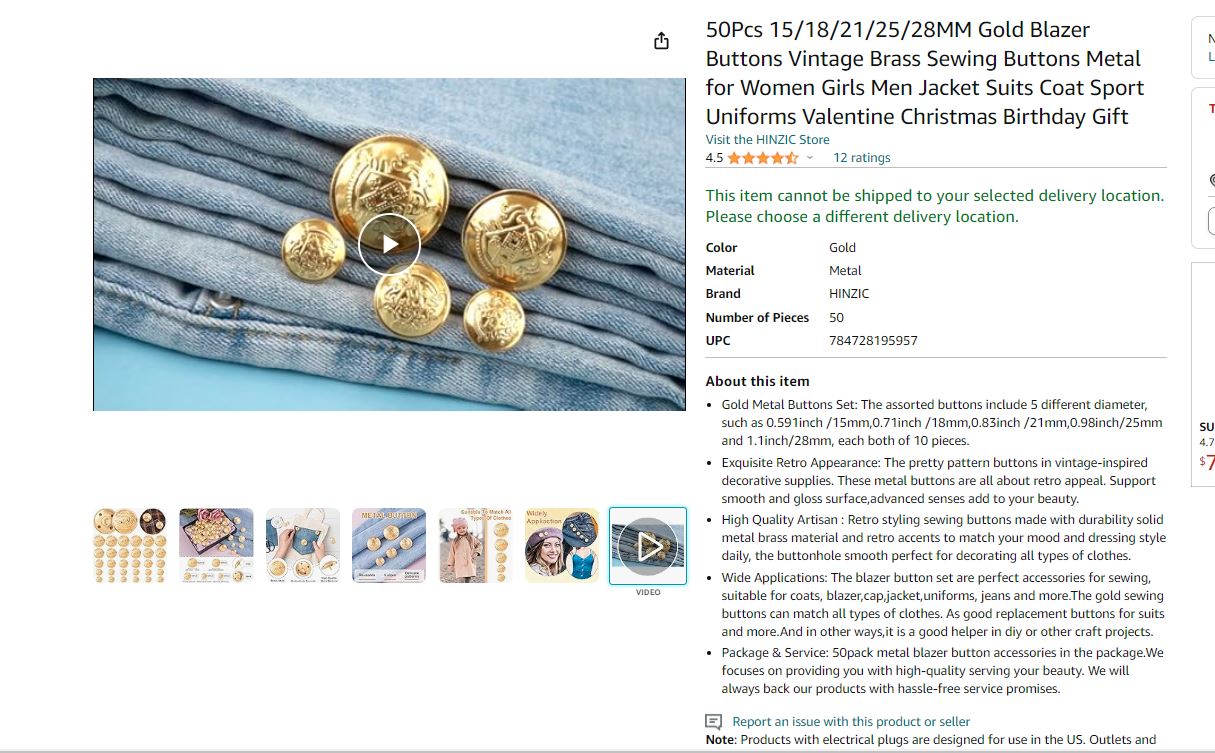 50Pcs 15/18/21/25/28MM Gold Blazer
Buttons Vintage Brass Sewing Buttons Metal
for Women Girls Men Jacket Suits Coat Sport
Uniforms Valentine Christmas Birthday Gift
Visit the HINZIC Store
4.5 12 ratings
This item cannot be shipped to your selected delivery location.
Please choose a different delivery location.
Color Gold
Material Metal
Brand HINZIC
Number of Pieces 50
UPC 784728195957
About this item
• Gold Metal Buttons Set: The assorted buttons include 5 different diameter,
such as 0.591inch /15mm,0.71inch /18mm,0.83inch /21mm,0.98inch/25mm
and 1.1inch/28mm, each both of 10 pieces.
• Exquisite Retro Appearance: The pretty pattern buttons in vintage-inspired
decorative supplies. These metal buttons are all about retro appeal. Support
smooth and gloss surface,advanced senses add to your beauty.
• High Quality Artisan : Retro styling sewing buttons made with durability solid
metal brass material and retro accents to match your mood and dressing style
daily, the buttonhole smooth perfect for decorating all types of clothes.
• Wide Applications: The blazer button set are perfect accessories for sewing,
suitable for coats, blazer,cap,jacket,uniforms, jeans and more.The gold sewing
buttons can match all types of clothes. As good replacement buttons for suits
and more.And in other ways,it is a good helper in diy or other craft projects.
• Package & Service: 50pack metal blazer button accessories in the package.We
focuses on providing you with high-quality serving your beauty. We will
always back our products with hassle-free service promises.
Report an issue with this product or seller
Note: Products with electrical plugs are designed for use in the US. Outlets and
METAL BUTTON
Suitable To Match All
Types Of Clothes
Widely
Application
VIDEO
SU
4.7
$7